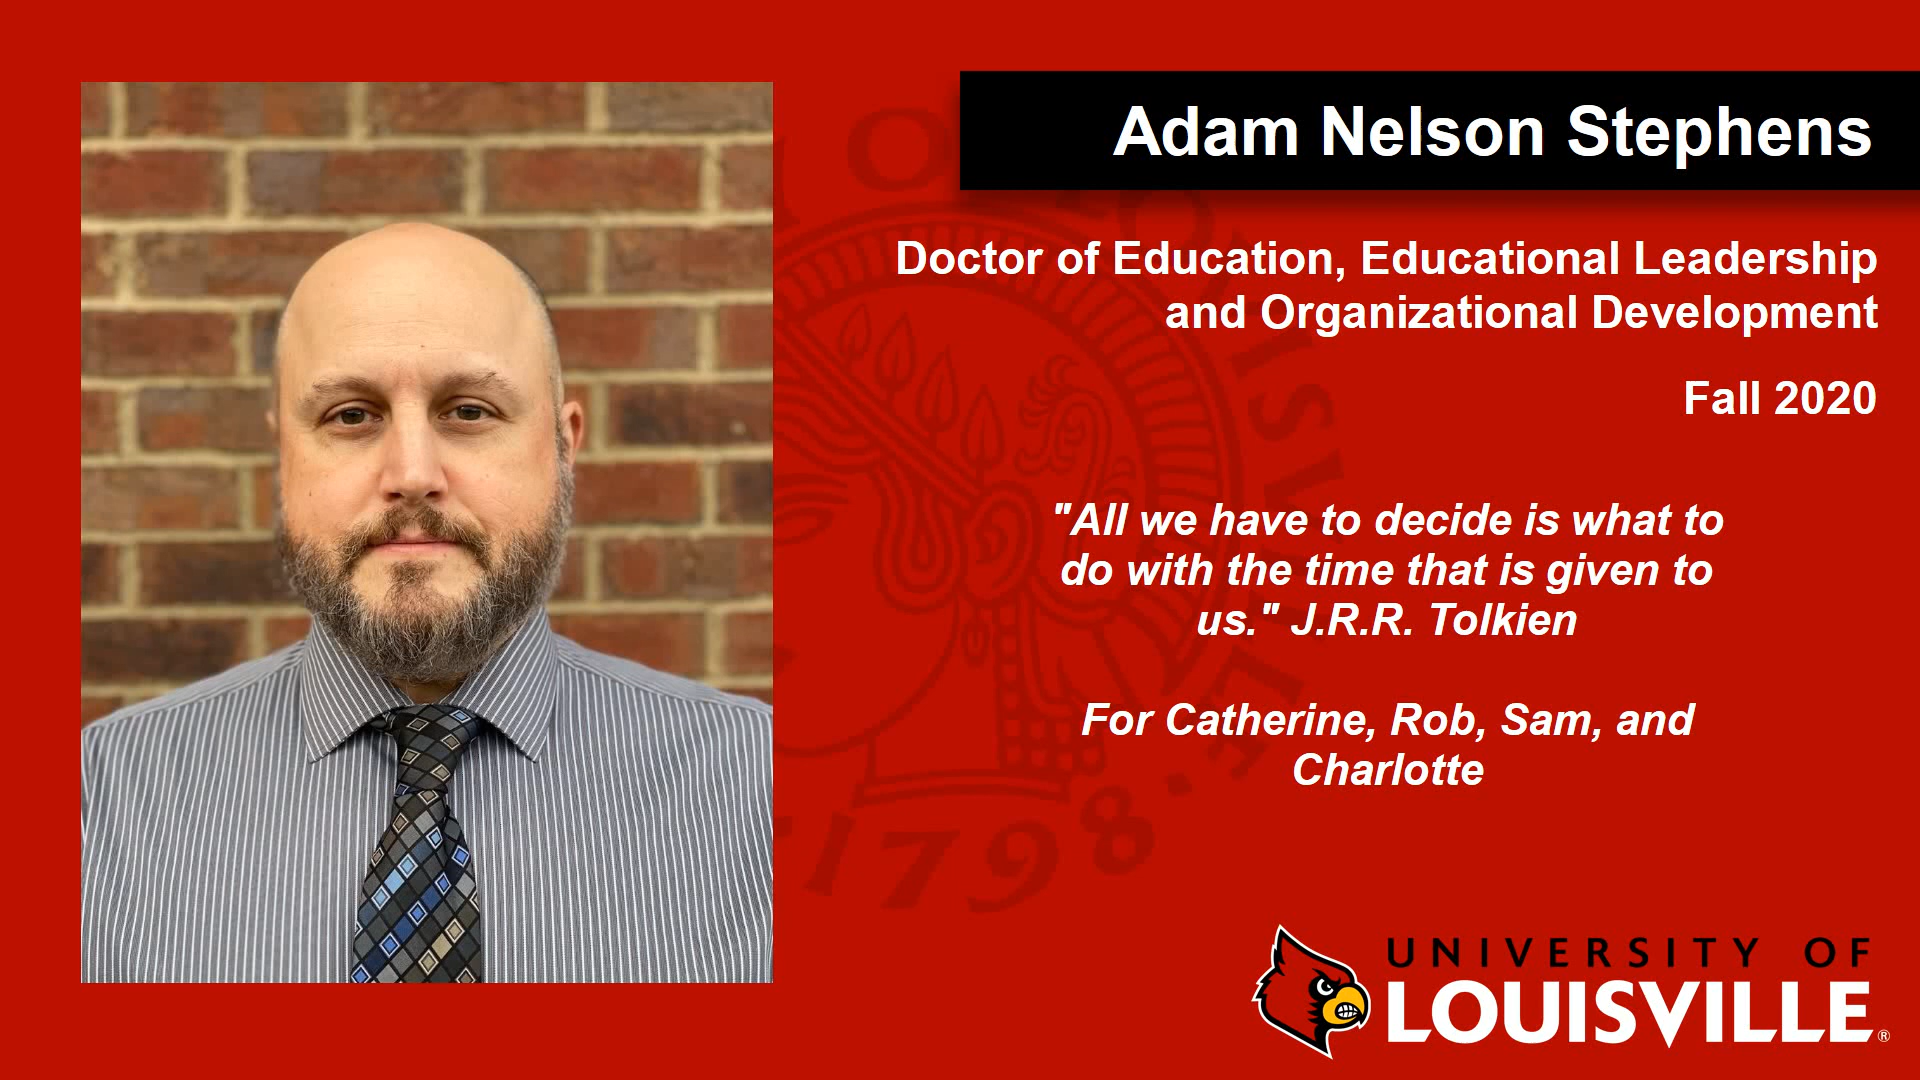 Adam Nelson Stephens
Doctor of Education, Educational Leadership
and Organizational Development
Fall 2020
"All we have to decide is what to
do with the time that is given to
us." J.R.R. Tolkien
For Catherine, Rob, Sam, and
Charlotte
1798
UNIVERSITY OF
LOUISVILLE®